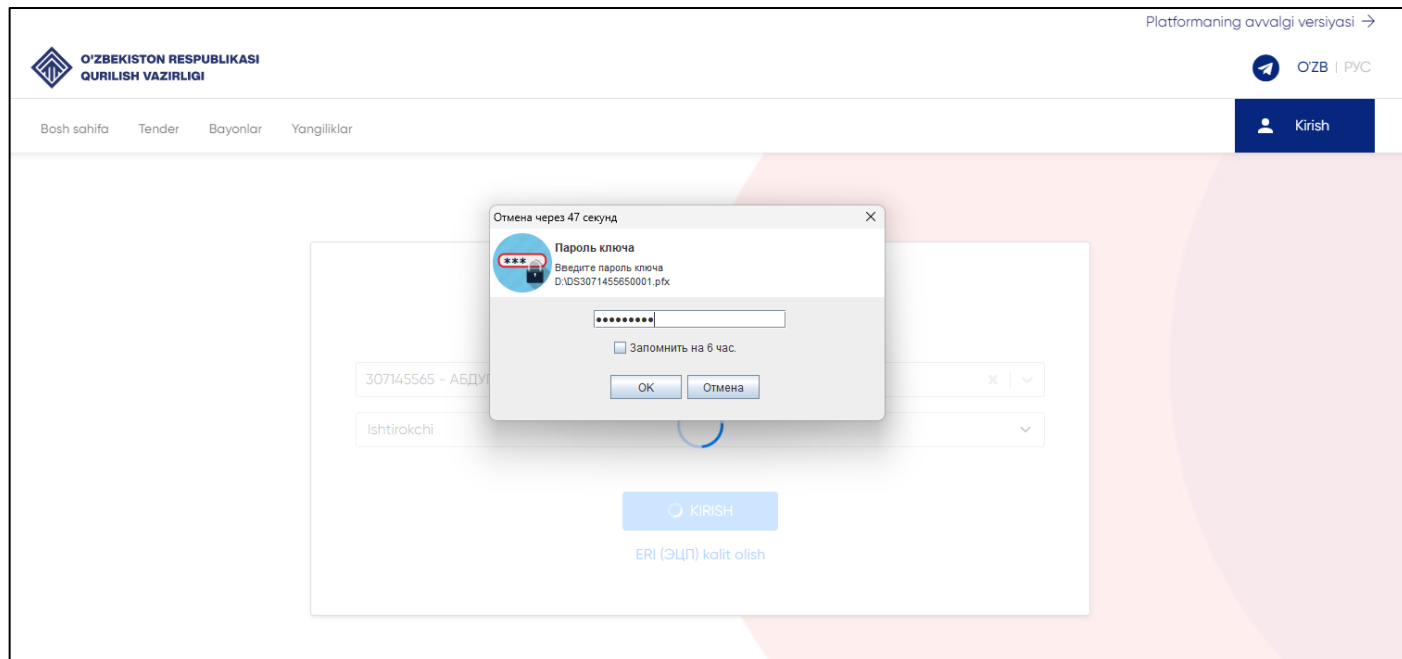 Platformaning avvalgi versiyasi →
O'ZBEKISTON RESPUBLIKASI
QURILISH VAZIRLIGI
O'ZB | РУС
Bosh sahifa Tender Bayonlar Yangiliklar
Kirish
Отмена через 47 секунд
***
Пароль ключа
Введите пароль ключа
D:\DS3071455650001.pfx
•••••••••
Запомнить на 6 час.
OK Отмена
307145565 -
Ishtirokchi
KIRISH
ERI (ЭЦП) kalit olish